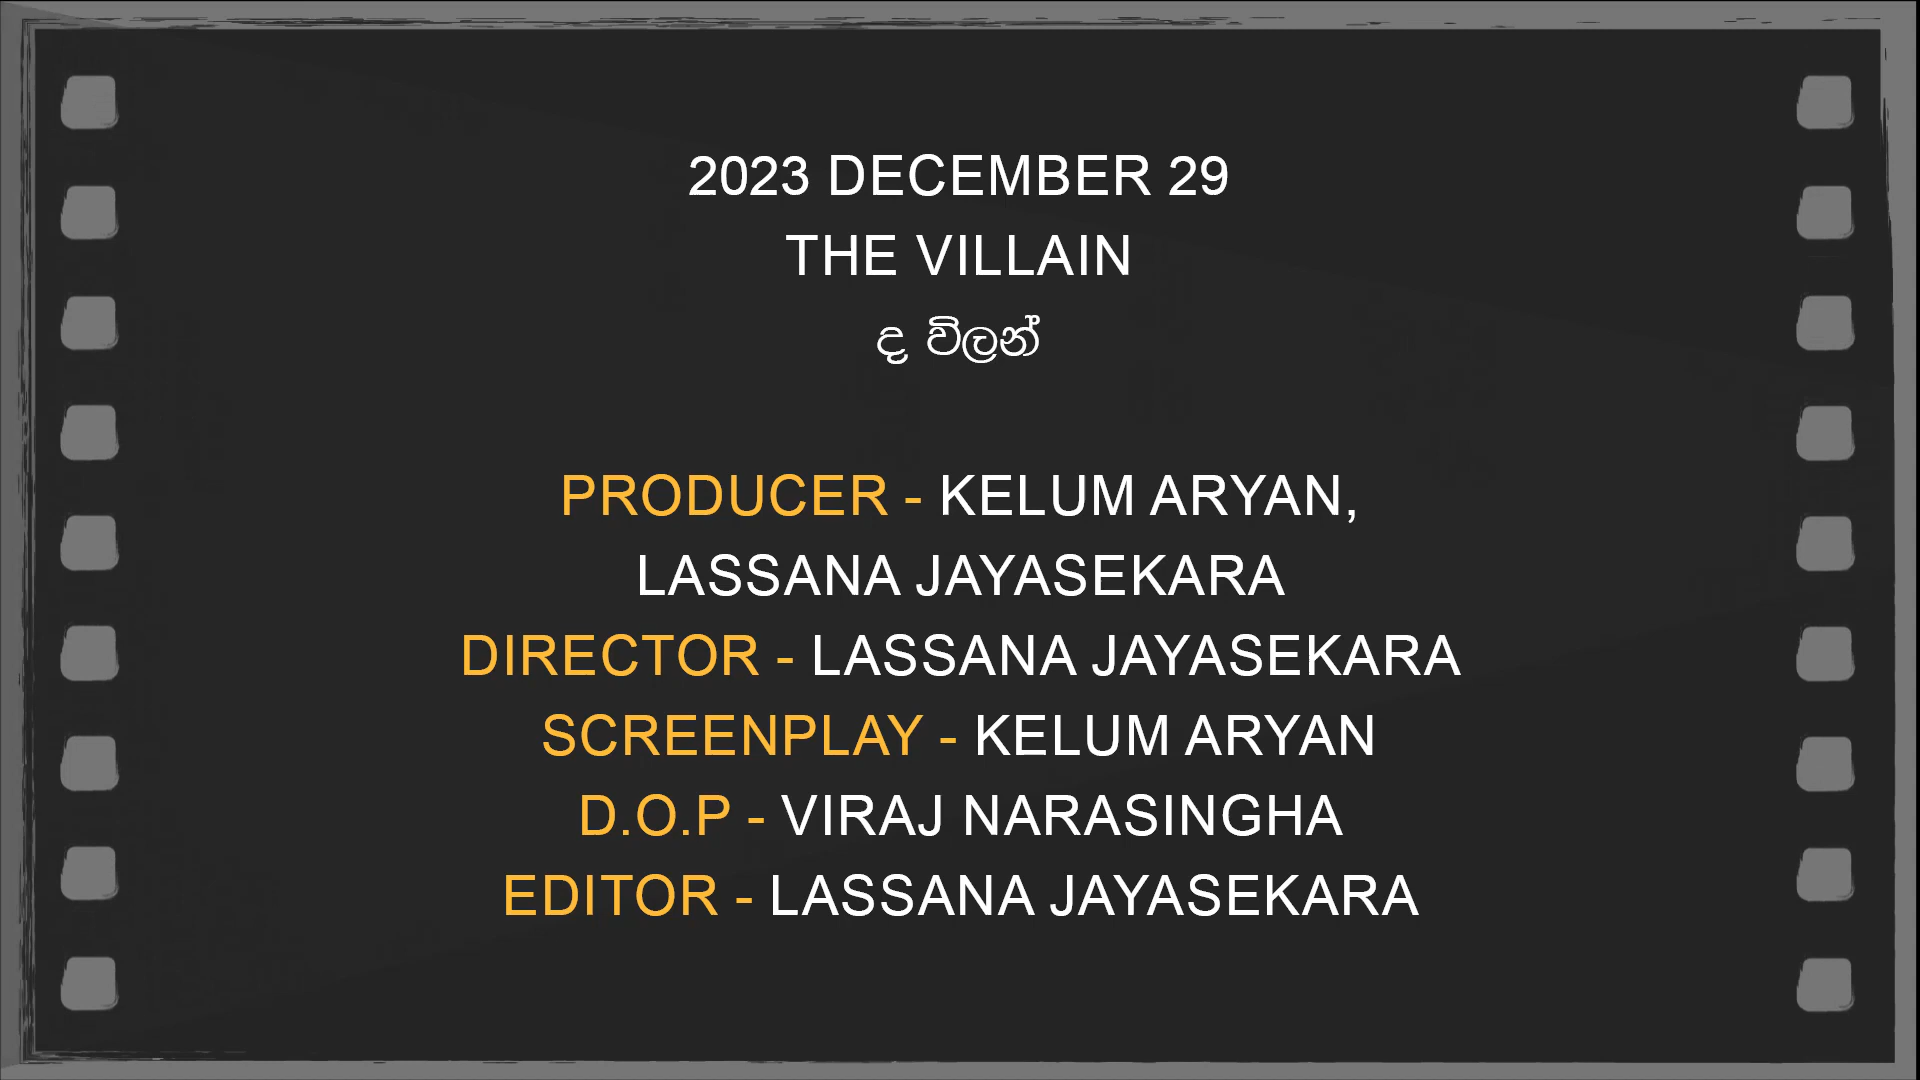 2023 DECEMBER 29
THE VILLAIN
ද විලන්
PRODUCER - KELUM ARYAN,
LASSANA JAYASEKARA
DIRECTOR - LASSANA JAYASEKARA
SCREENPLAY - KELUM ARYAN
D.O.P - VIRAJ NARASINGHA
EDITOR - LASSANA JAYASEKARA